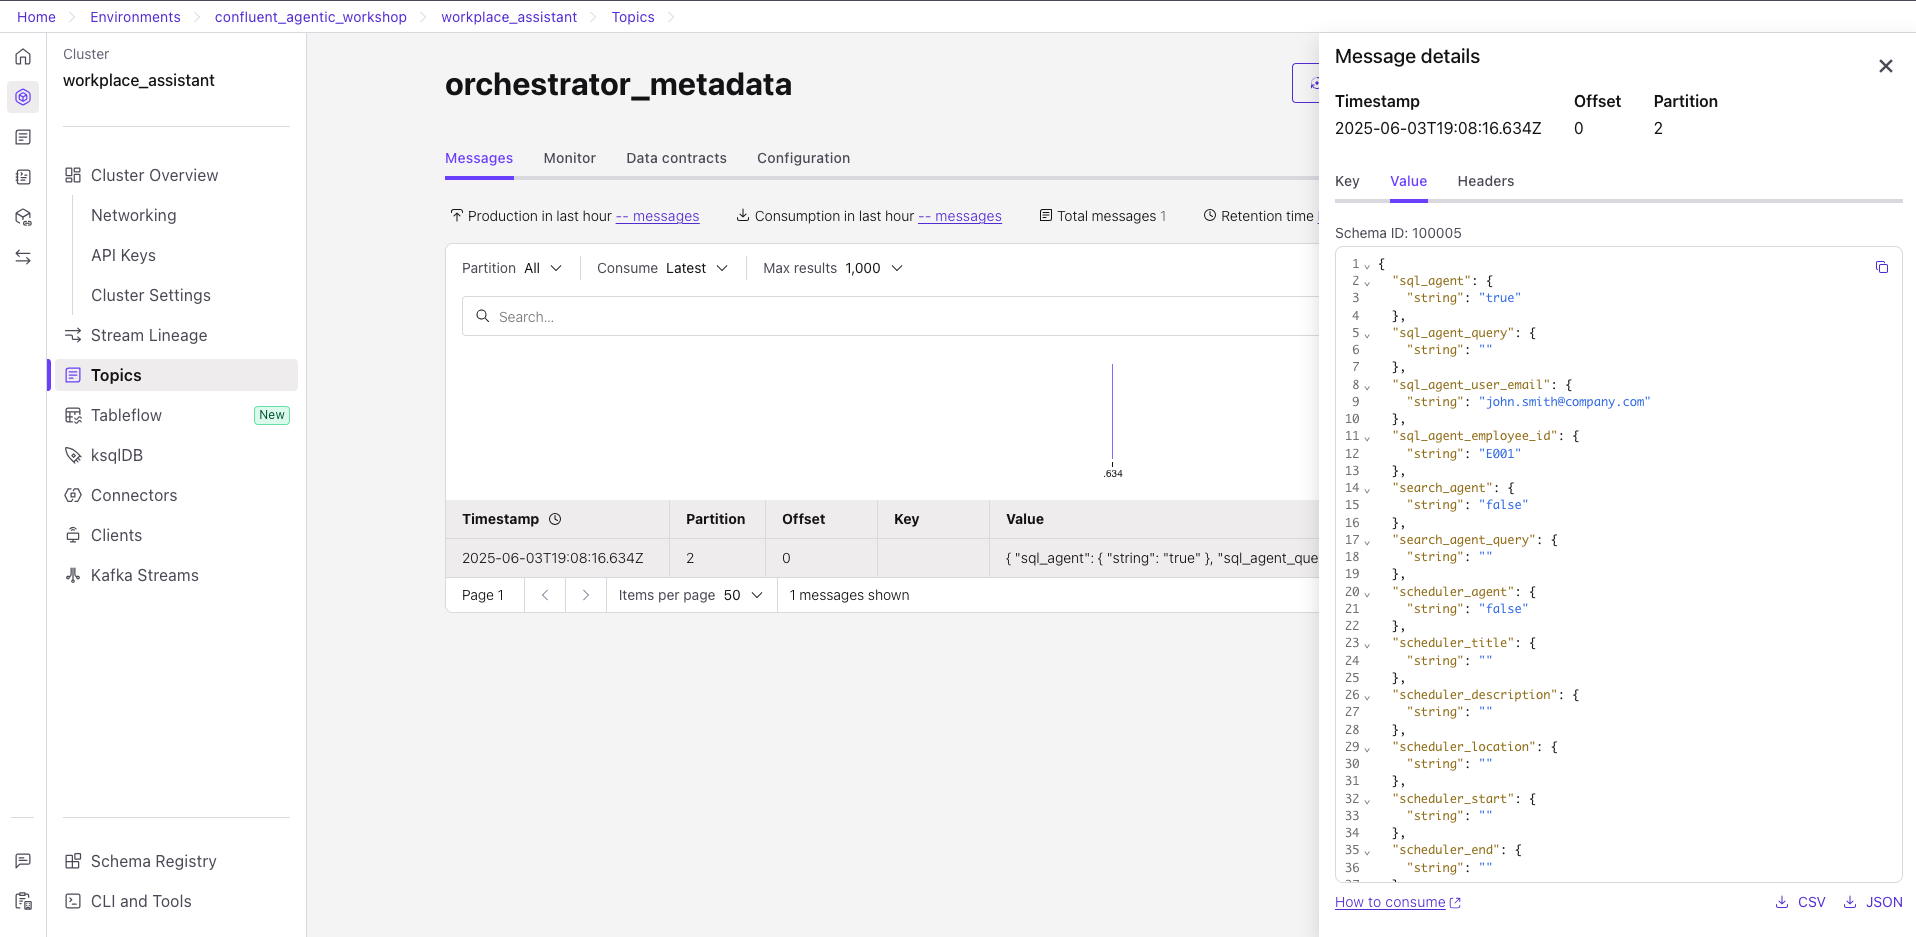 Home Environments confluent_agentic_workshop workplace_assistant Topics
Cluster
workplace_assistant
Cluster Overview
Networking
API Keys
Cluster Settings
Stream Lineage
Topics
Tableflow New
ksqlDB
Connectors
Clients
Kafka Streams
Schema Registry
CLI and Tools
orchestrator_metadata
Messages Monitor Data contracts Configuration
Production in last hour -- messages Consumption in last hour -- messages Total messages 1 Retention time
Partition All Consume Latest Max results 1,000
Search...
.634
Timestamp Partition Offset Key Value
2025-06-03T19:08:16.634Z 2 0 { "sql_agent": { "string": "true" }, "sql_agent_que
Page 1 Items per page 50 1 messages shown
Message details
Timestamp Offset Partition
2025-06-03T19:08:16.634Z 0 2
Key Value Headers
Schema ID: 100005
1 {
2 "sql_agent": {
3 "string": "true"
4 },
5 "sql_agent_query": {
6 "string": ""
7 },
8 "sql_agent_user_email": {
9 "string": "john.smith@company.com"
10 },
11 "sql_agent_employee_id": {
12 "string": "E001"
13 },
14 "search_agent": {
15 "string": "false"
16 },
17 "search_agent_query": {
18 "string": ""
19 },
20 "scheduler_agent": {
21 "string": "false"
22 },
23 "scheduler_title": {
24 "string": ""
25 },
26 "scheduler_description": {
27 "string": ""
28 },
29 "scheduler_location": {
30 "string": ""
31 },
32 "scheduler_start": {
33 "string": ""
34 },
35 "scheduler_end": {
36 "string": ""
How to consume CSV JSON